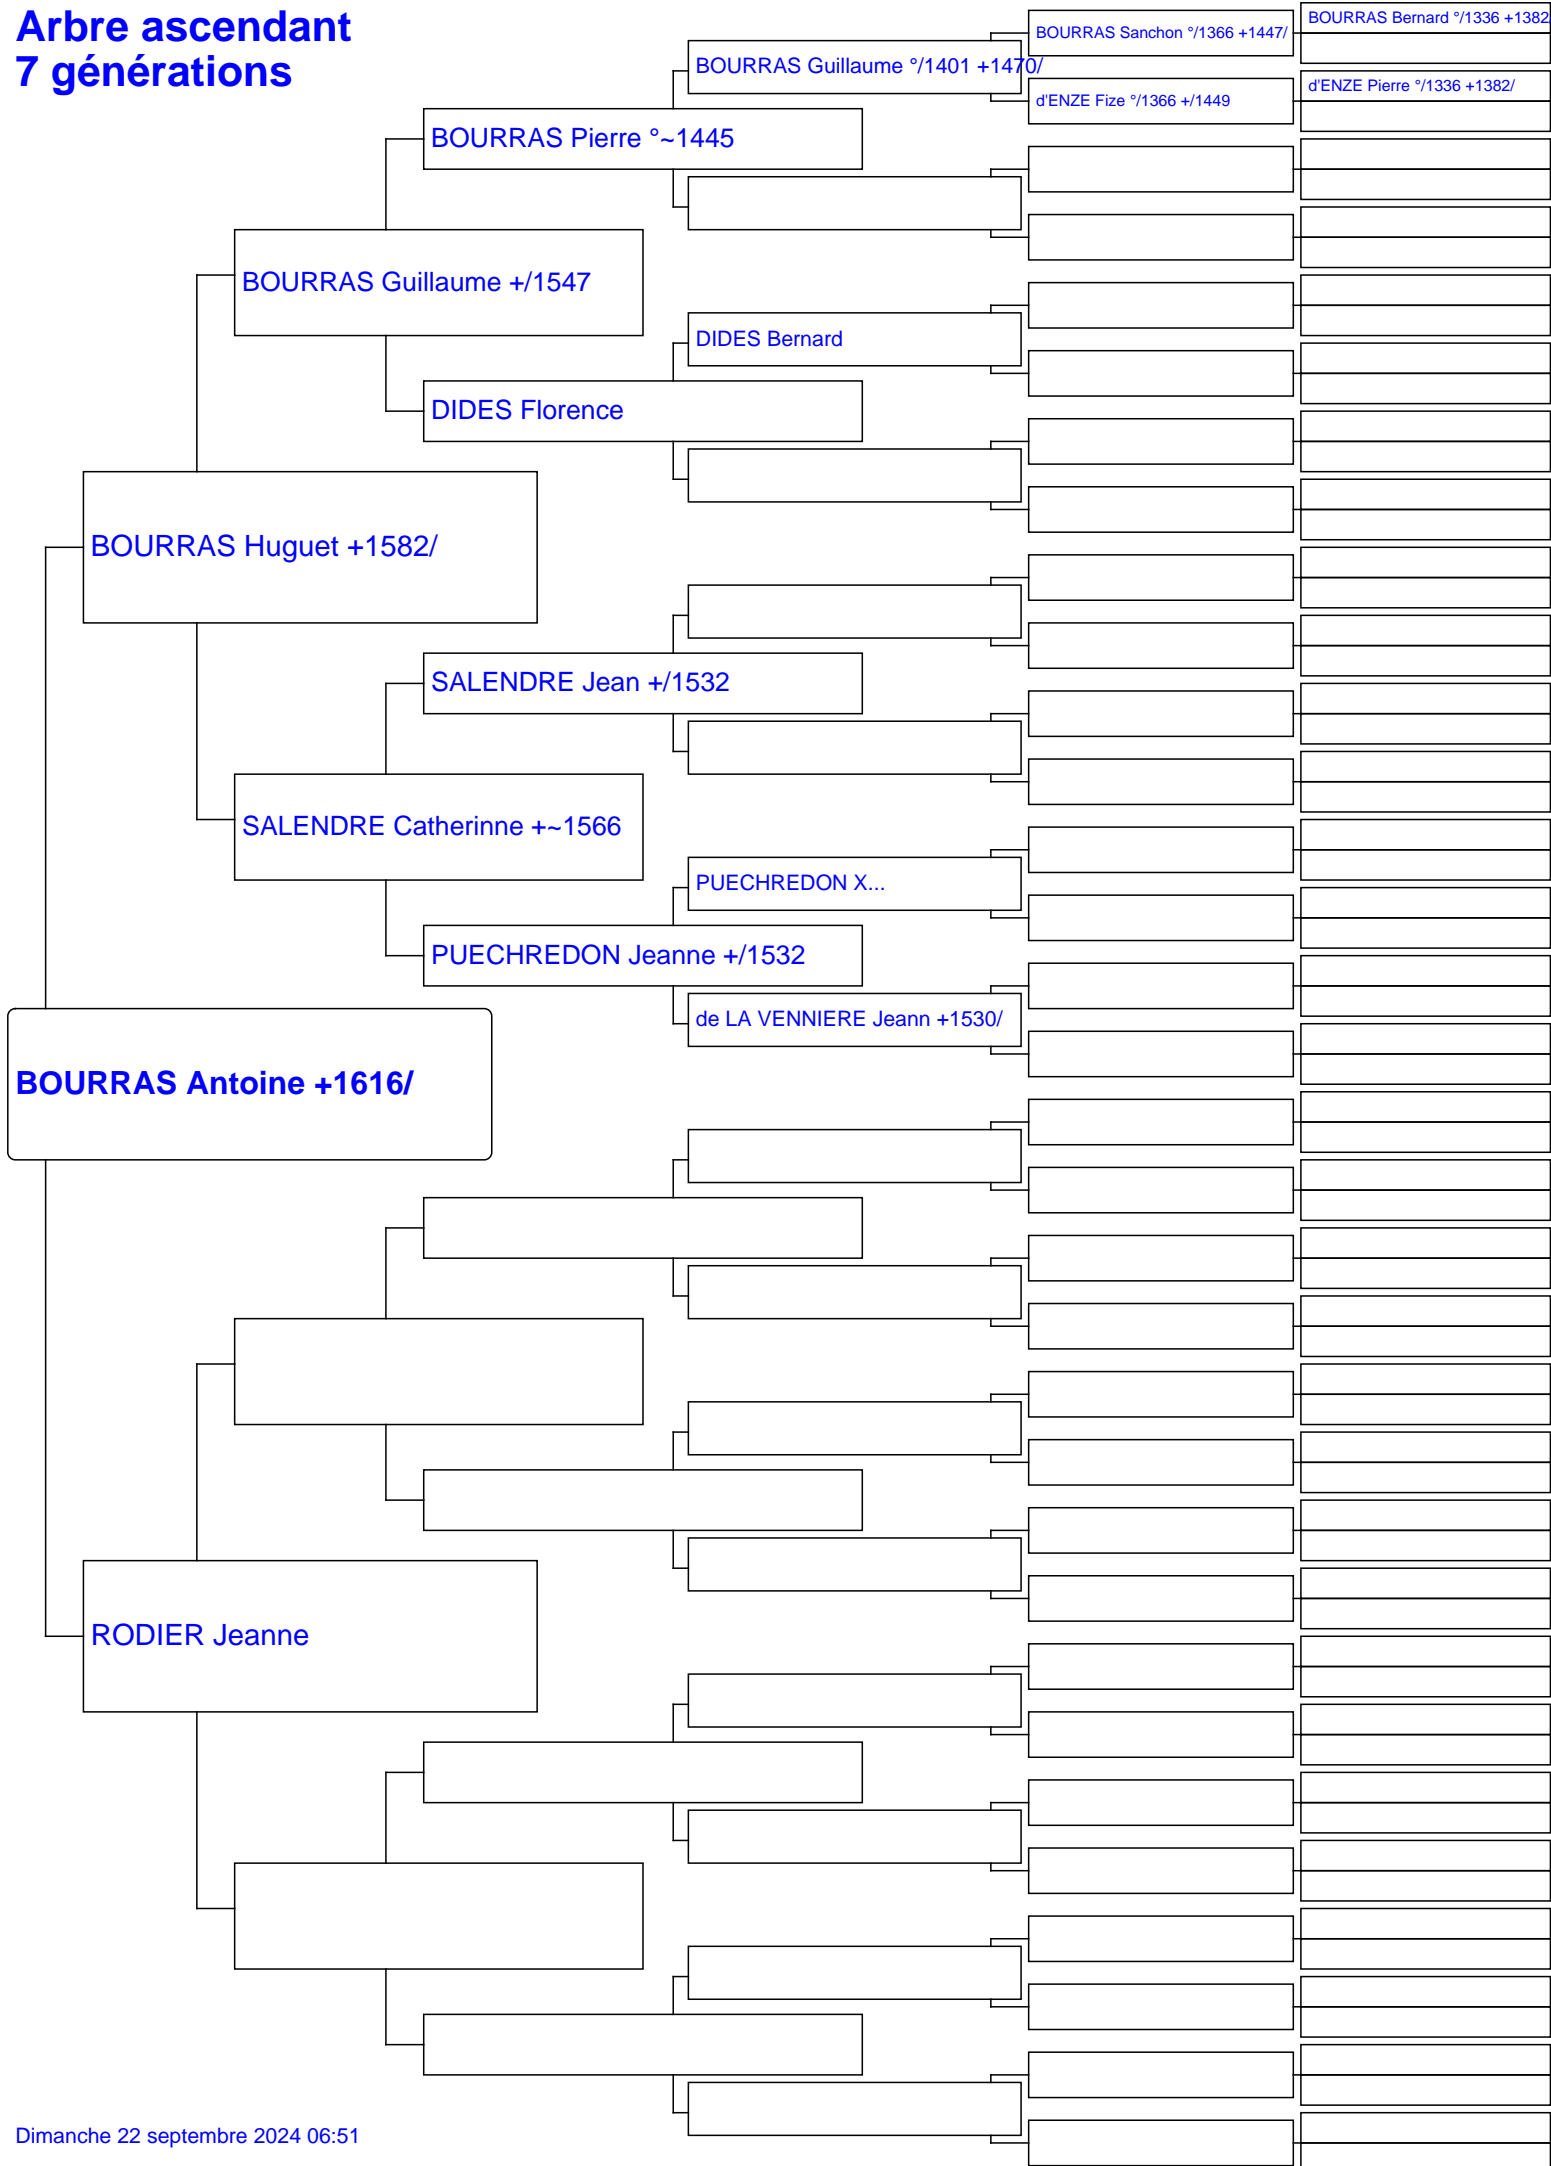 Arbre ascendant
7 générations
BOURRAS Bernard °/1336 +1382
BOURRAS Sanchon °/1366 +1447/
BOURRAS Guillaume °/1401 +1470/
d'ENZE Pierre °/1336 +1382/
d'ENZE Fize °/1366 +/1449
BOURRAS Pierre °~1445
BOURRAS Guillaume +/1547
DIDES Bernard
DIDES Florence
BOURRAS Huguet +1582/
SALENDRE Jean +/1532
SALENDRE Catherinne +~1566
PUECHREDON X...
PUECHREDON Jeanne +/1532
de LA VENNIERE Jeann +1530/
BOURRAS Antoine +1616/
RODIER Jeanne
Dimanche 22 septembre 2024 06:51